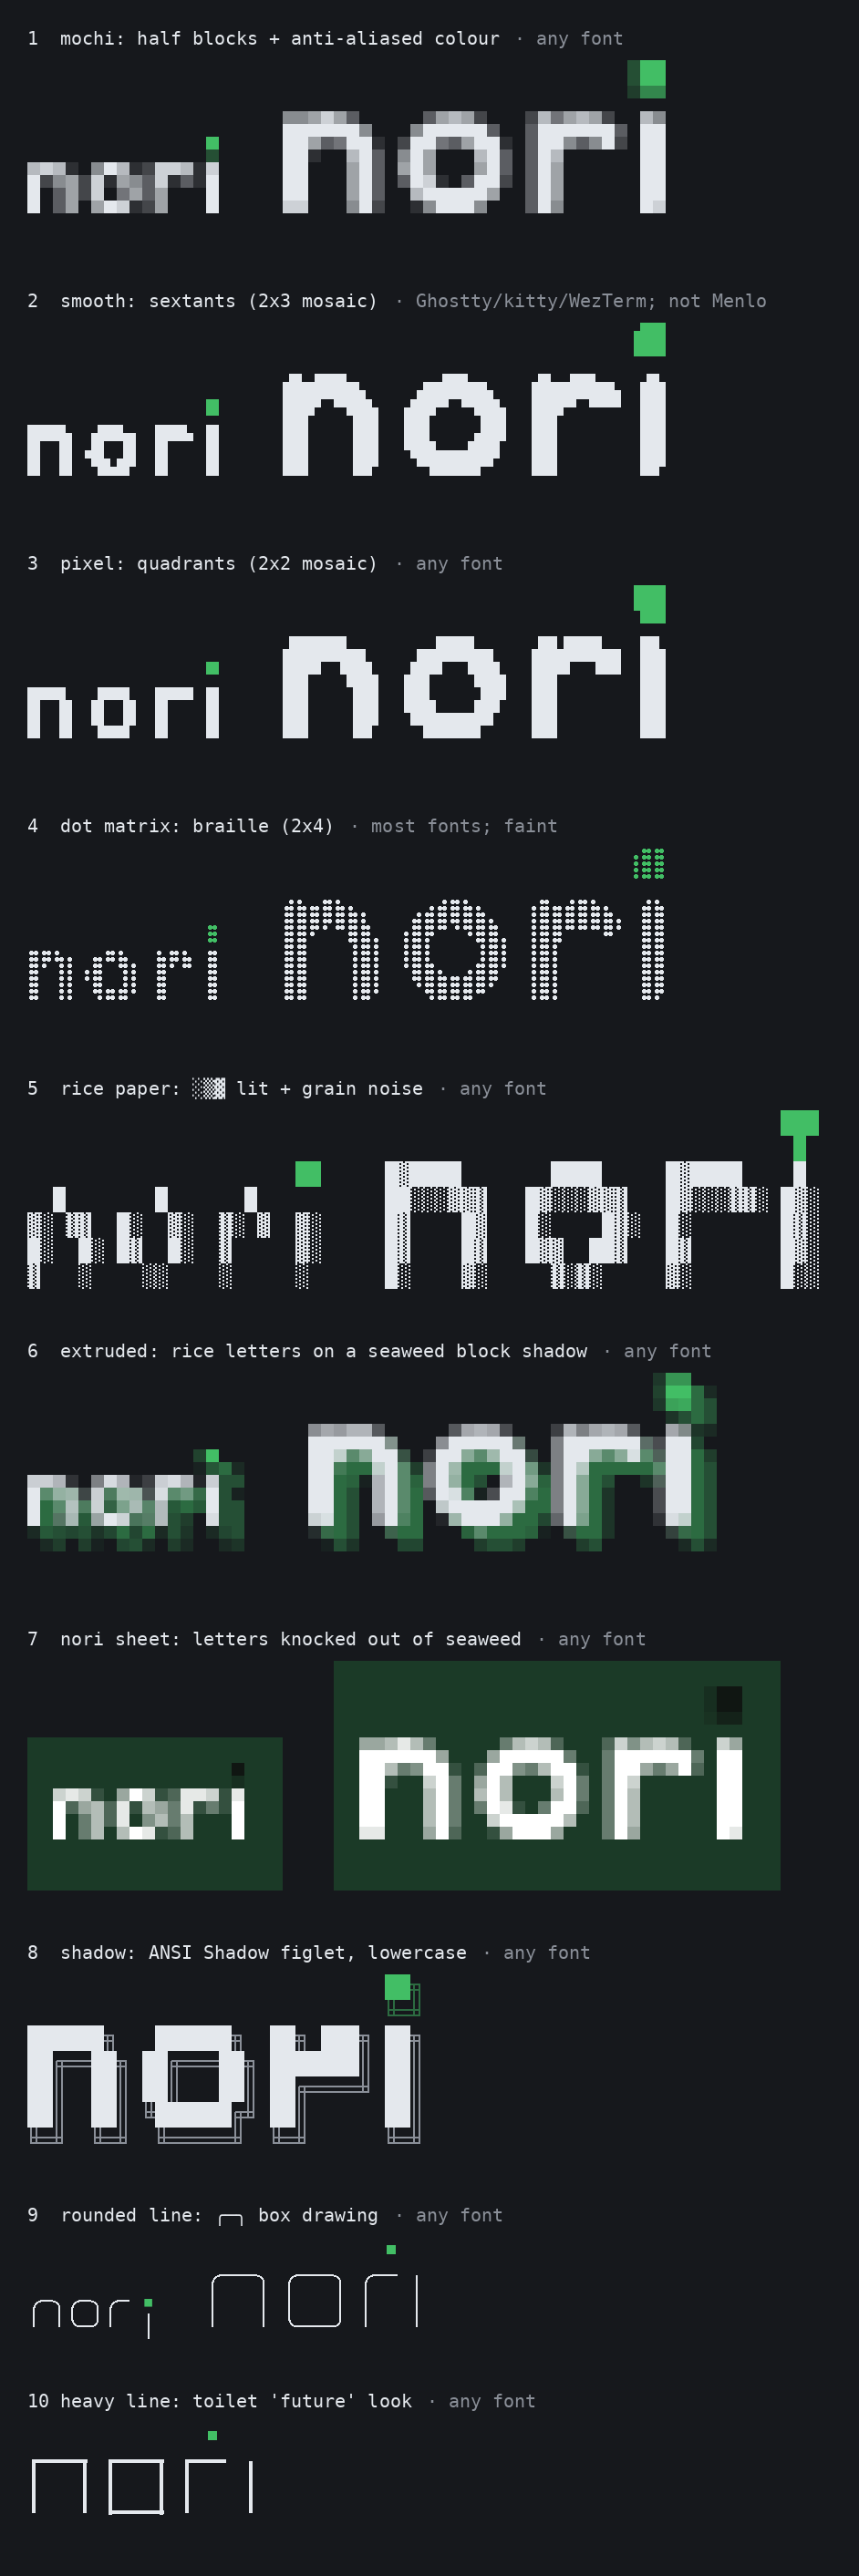 1  mochi: half blocks + anti-aliased colour · any font
nori nori
2  smooth: sextants (2x3 mosaic) · Ghostty/kitty/WezTerm; not Menlo
nori nori
3  pixel: quadrants (2x2 mosaic) · any font
nori nori
4  dot matrix: braille (2x4) · most fonts; faint
nori nori
5  rice paper: ░▒▓ lit + grain noise · any font
nori nori
6  extruded: rice letters on a seaweed block shadow · any font
nori nori
7  nori sheet: letters knocked out of seaweed · any font
nori nori
8  shadow: ANSI Shadow figlet, lowercase · any font
nori
9  rounded line: ╭─╮ box drawing · any font
nori nori
10 heavy line: toilet 'future' look · any font
nori